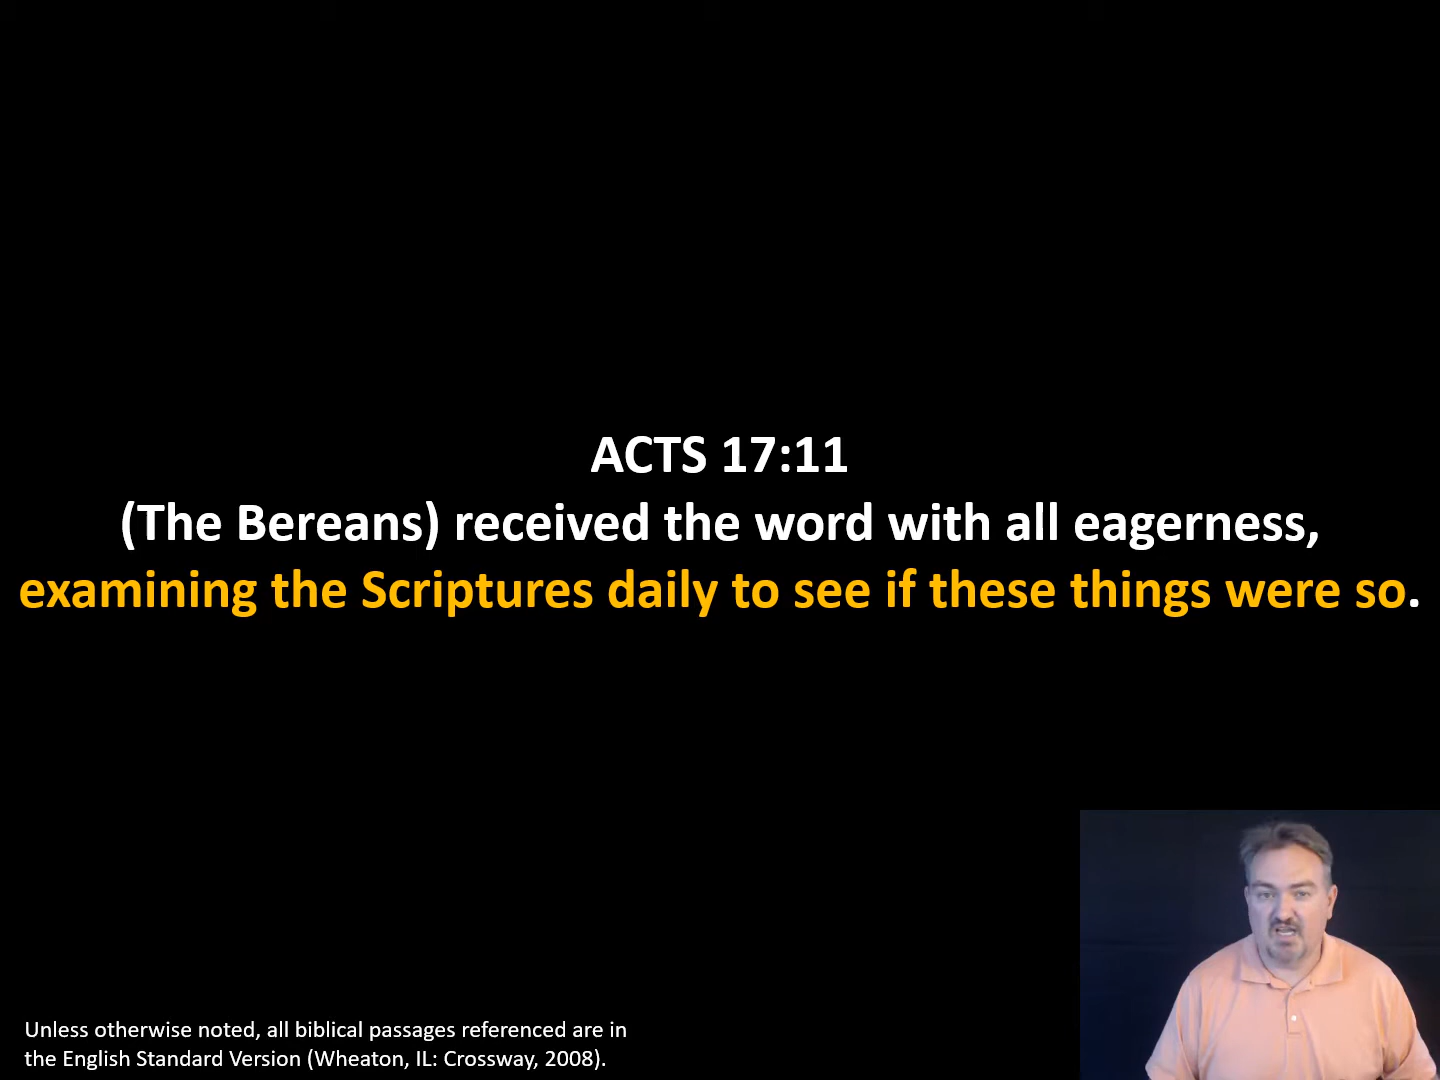 ACTS 17:11
(The Bereans) received the word with all eagerness,
examining the Scriptures daily to see if these things were so.
Unless otherwise noted, all biblical passages referenced are in
the English Standard Version (Wheaton, IL: Crossway, 2008).